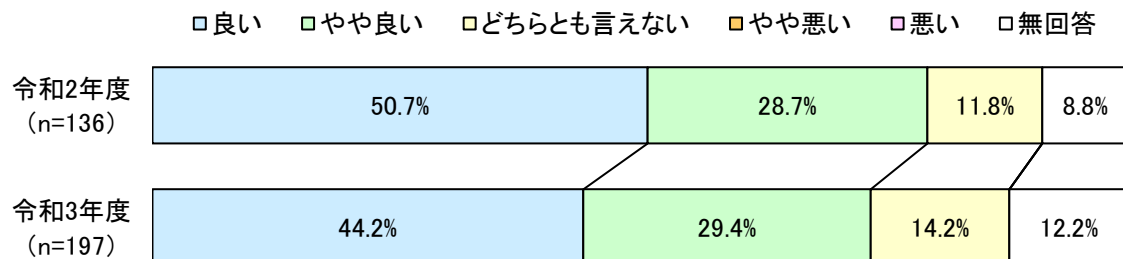 良い やや良い どちらとも言えない やや悪い 悪い 無回答
令和2年度
（n=136）
50.7% 28.7% 11.8% 8.8%
令和3年度
（n=197）
44.2% 29.4% 14.2% 12.2%